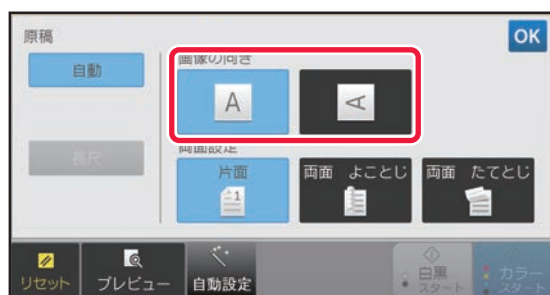 原稿
OK
自動
画像の向き
A
A
長尺
両面設定
片面
両面 よことじ
両面 たてとじ
1
リセット
プレビュー
自動設定
白黒
スタート
カラー
スタート